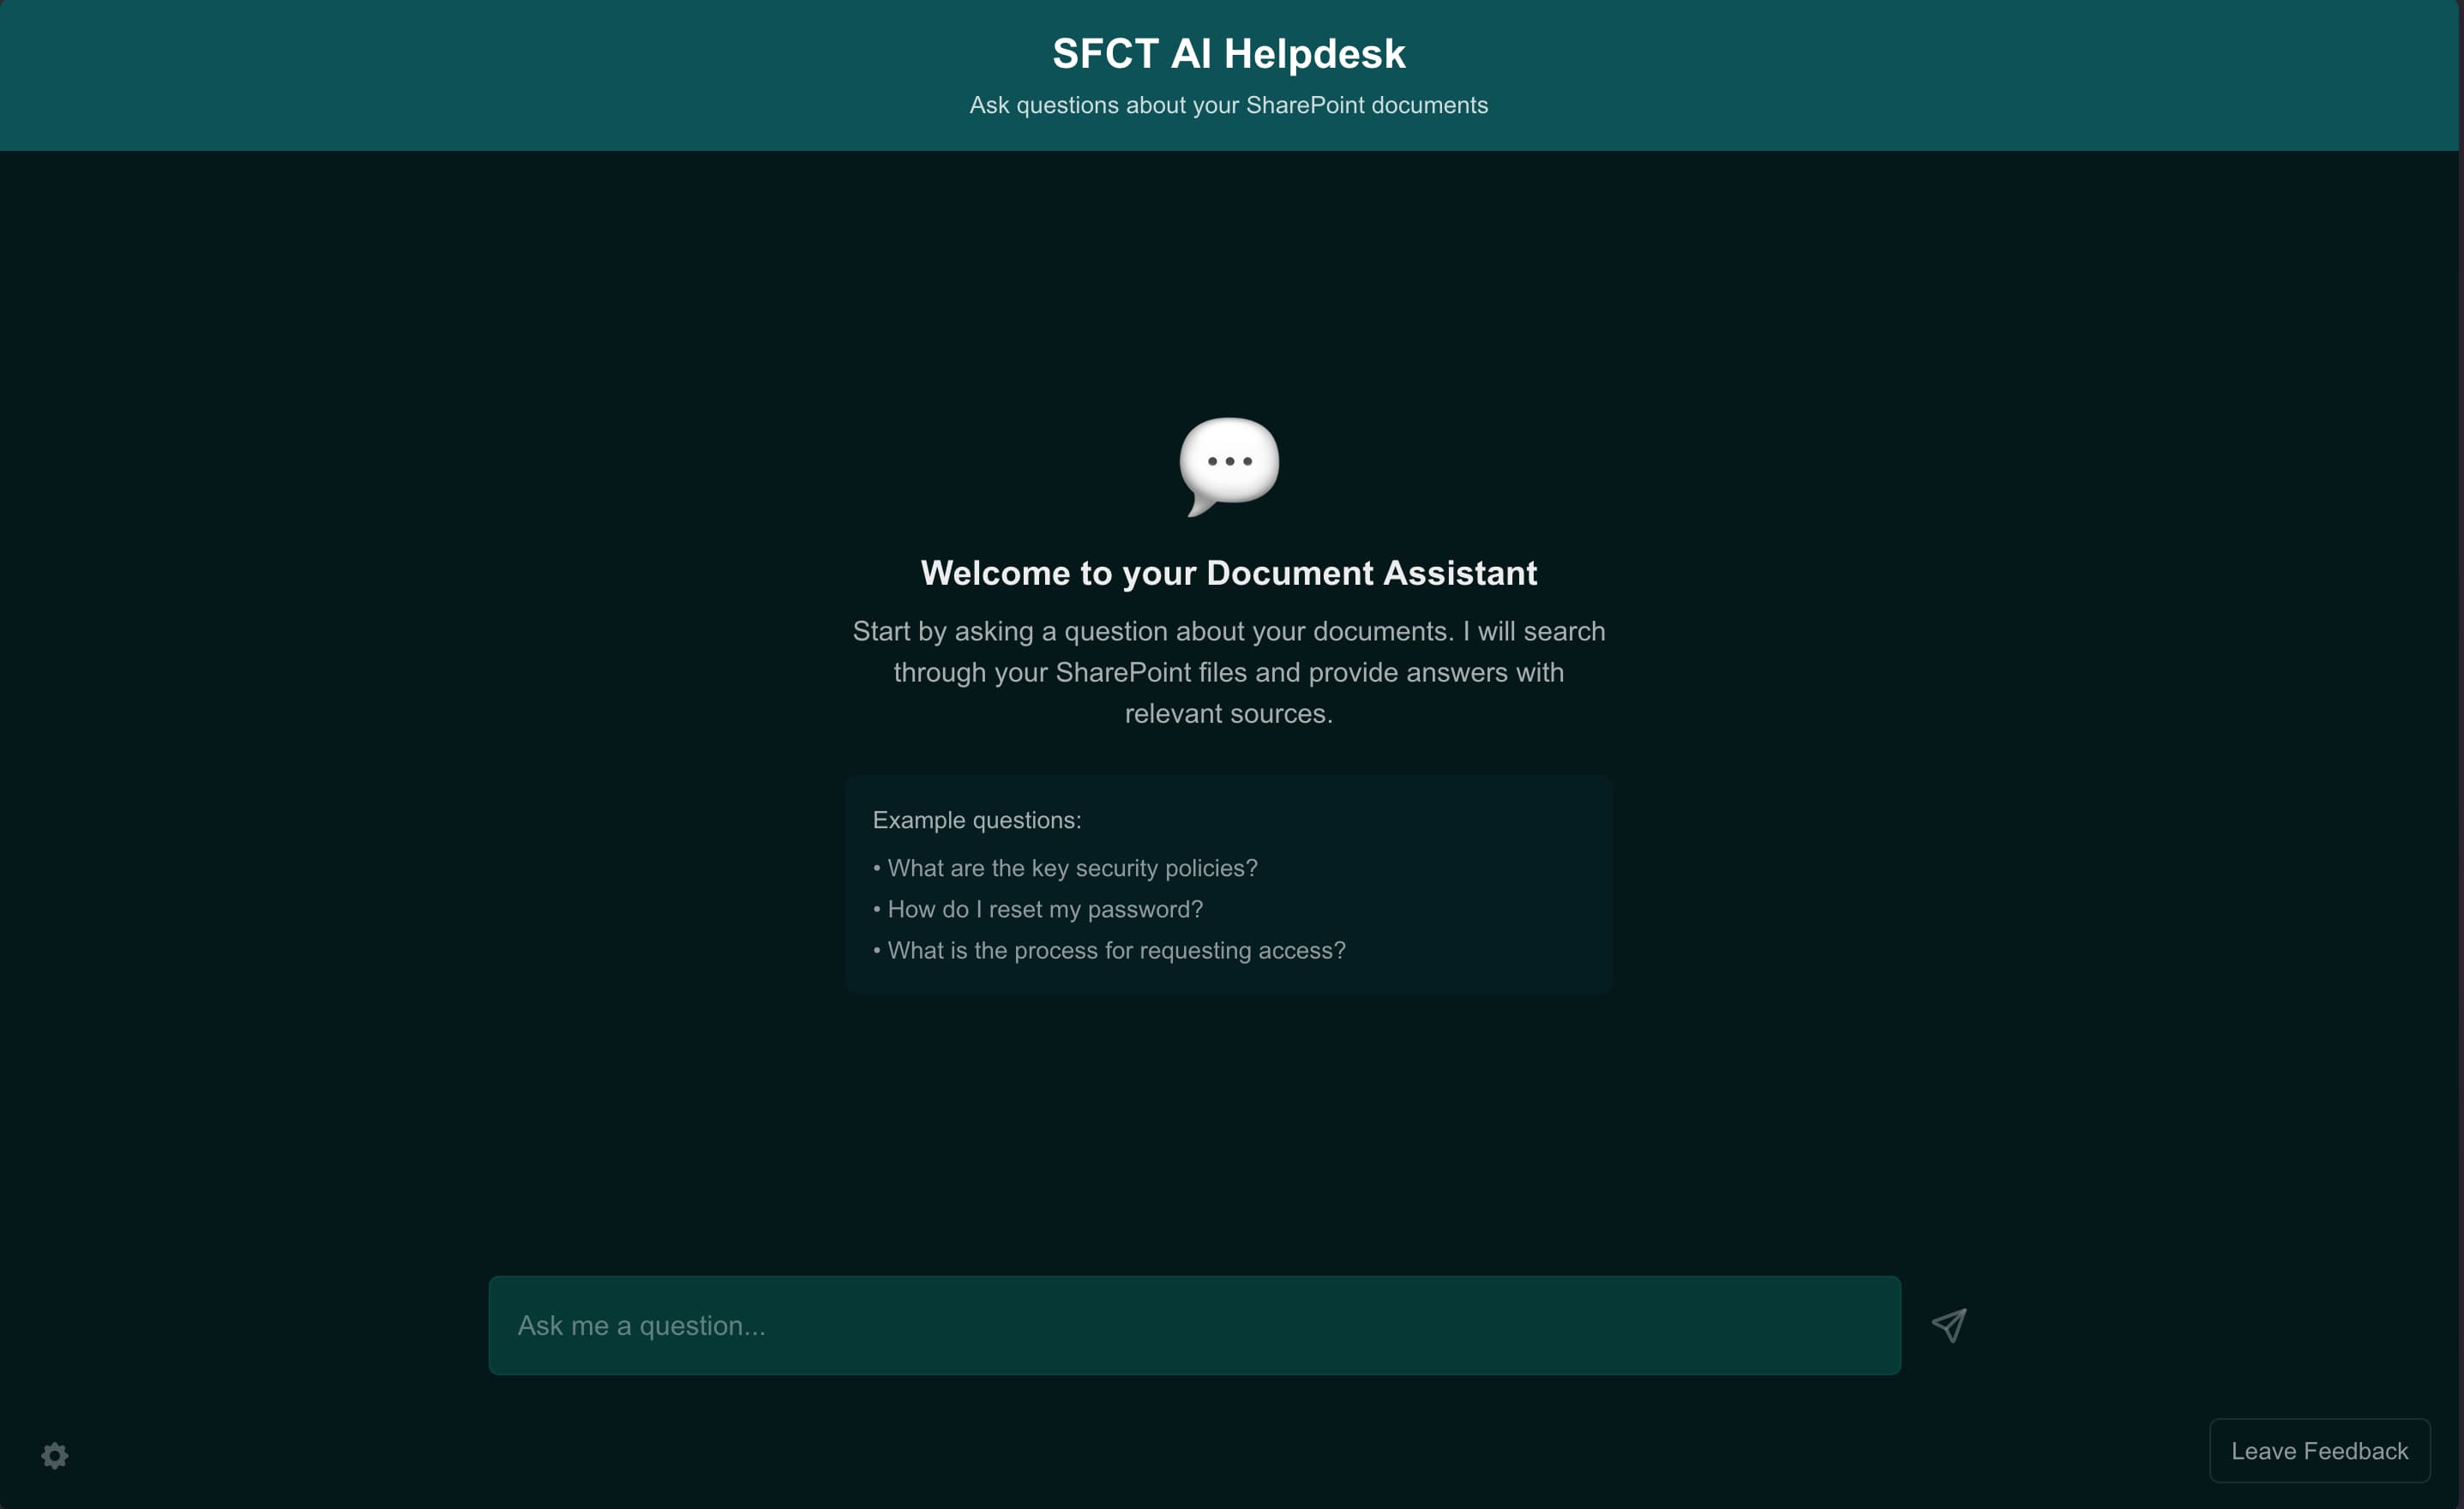 SFCT AI Helpdesk
Ask questions about your SharePoint documents
Welcome to your Document Assistant
Start by asking a question about your documents. I will search
through your SharePoint files and provide answers with
relevant sources.
Example questions:
• What are the key security policies?
• How do I reset my password?
• What is the process for requesting access?
Ask me a question...
Leave Feedback